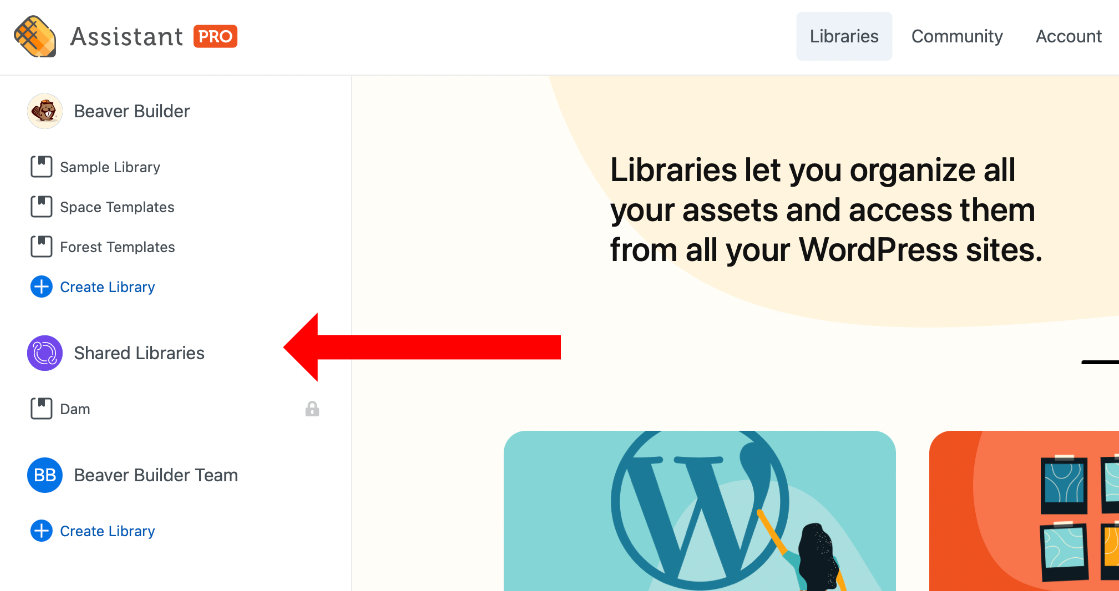 Assistant PRO
Libraries
Community
Account
Beaver Builder
Sample Library
Space Templates
Forest Templates
Create Library
Shared Libraries
Dam
BB Beaver Builder Team
Create Library
Libraries let you organize all
your assets and access them
from all your WordPress sites.